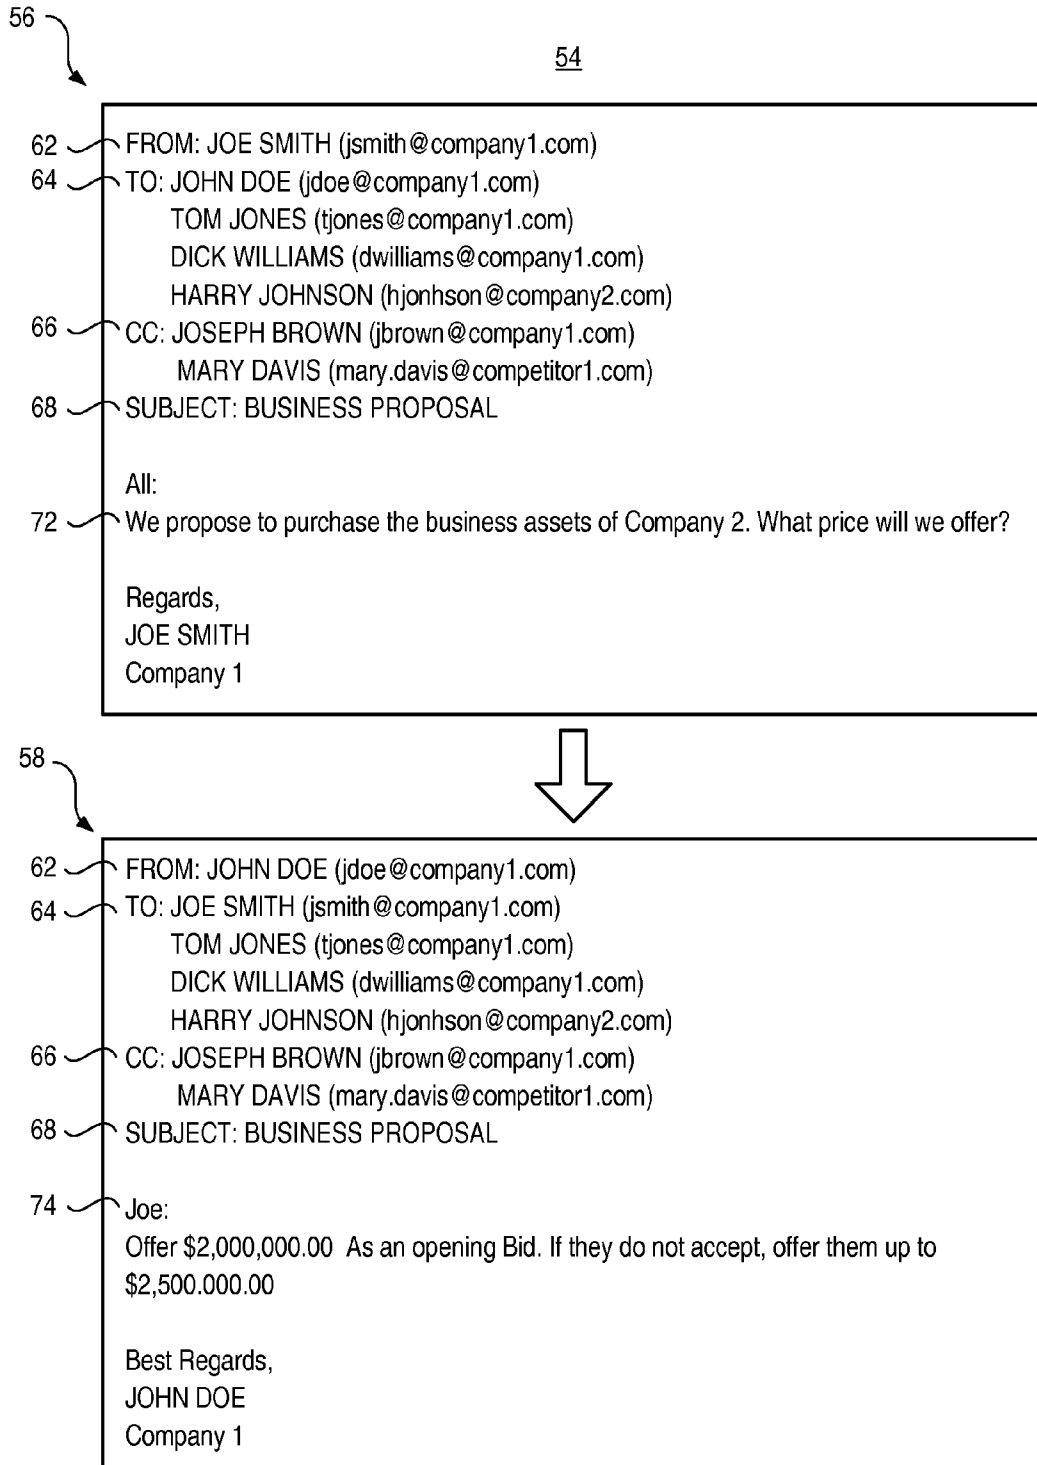 56
54
62 FROM: JOE SMITH (jsmith@company1.com)
64 TO: JOHN DOE (jdoe@company1.com)
TOM JONES (tjones@company1.com)
DICK WILLIAMS (dwilliams@company1.com)
HARRY JOHNSON (hjonhson@company2.com)
66 CC: JOSEPH BROWN (jbrown@company1.com)
MARY DAVIS (mary.davis@competitor1.com)
68 SUBJECT: BUSINESS PROPOSAL
All:
72 We propose to purchase the business assets of Company 2. What price will we offer?
Regards,
JOE SMITH
Company 1
58
62 FROM: JOHN DOE (jdoe@company1.com)
64 TO: JOE SMITH (jsmith@company1.com)
TOM JONES (tjones@company1.com)
DICK WILLIAMS (dwilliams@company1.com)
HARRY JOHNSON (hjonhson@company2.com)
66 CC: JOSEPH BROWN (jbrown@company1.com)
MARY DAVIS (mary.davis@competitor1.com)
68 SUBJECT: BUSINESS PROPOSAL
74 Joe:
Offer $2,000,000.00 As an opening Bid. If they do not accept, offer them up to
$2,500.000.00
Best Regards,
JOHN DOE
Company 1